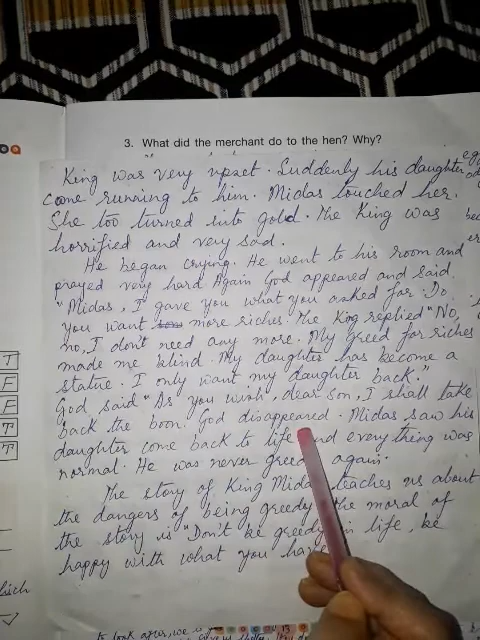 3. What did the merchant do to the hen? Why?
King was very upset. Suddenly his daughter
came running to him. Midas touched her.
She too turned into gold. The King was
horrified and very sad.
He began crying. He went to his room and
prayed very hard Again God appeared and said,
"Midas, I gave you what you asked for. Do
you want more riches. The King replied "No,
no, I don't need any more. My greed for riches
made me blind. My daughter has become a
statue. I only want my daughter back."
God said "As you wish", dear son, I shall take
back the boon. God disappeared. Midas saw his
daughter come back to life and everything was
normal. He was never again.
The story of King Midas teaches us about
the dangers of being greedy. The moral of
the story is "Don't be greedy in life, be
happy with what you
T
F
F
T
T